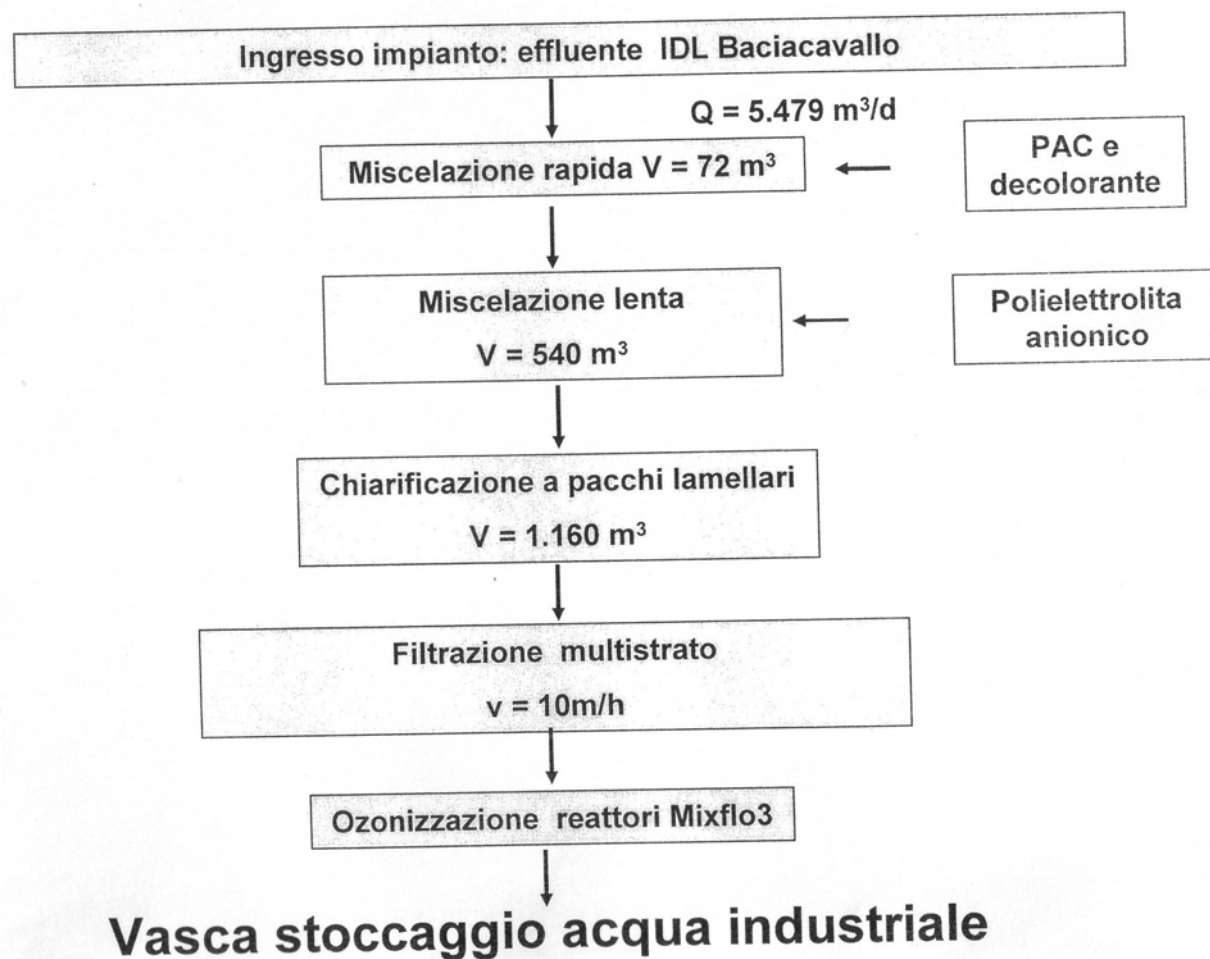 Ingresso impianto: effluente IDL Baciacavallo
Q = 5.479 m³/d
Miscelazione rapida V = 72 m³
PAC e
decolorante
Miscelazione lenta
V = 540 m³
Polielettrolita
anionico
Chiarificazione a pacchi lamellari
V = 1.160 m³
Filtrazione multistrato
v = 10m/h
Ozonizzazione reattori Mixflo3
Vasca stoccaggio acqua industriale